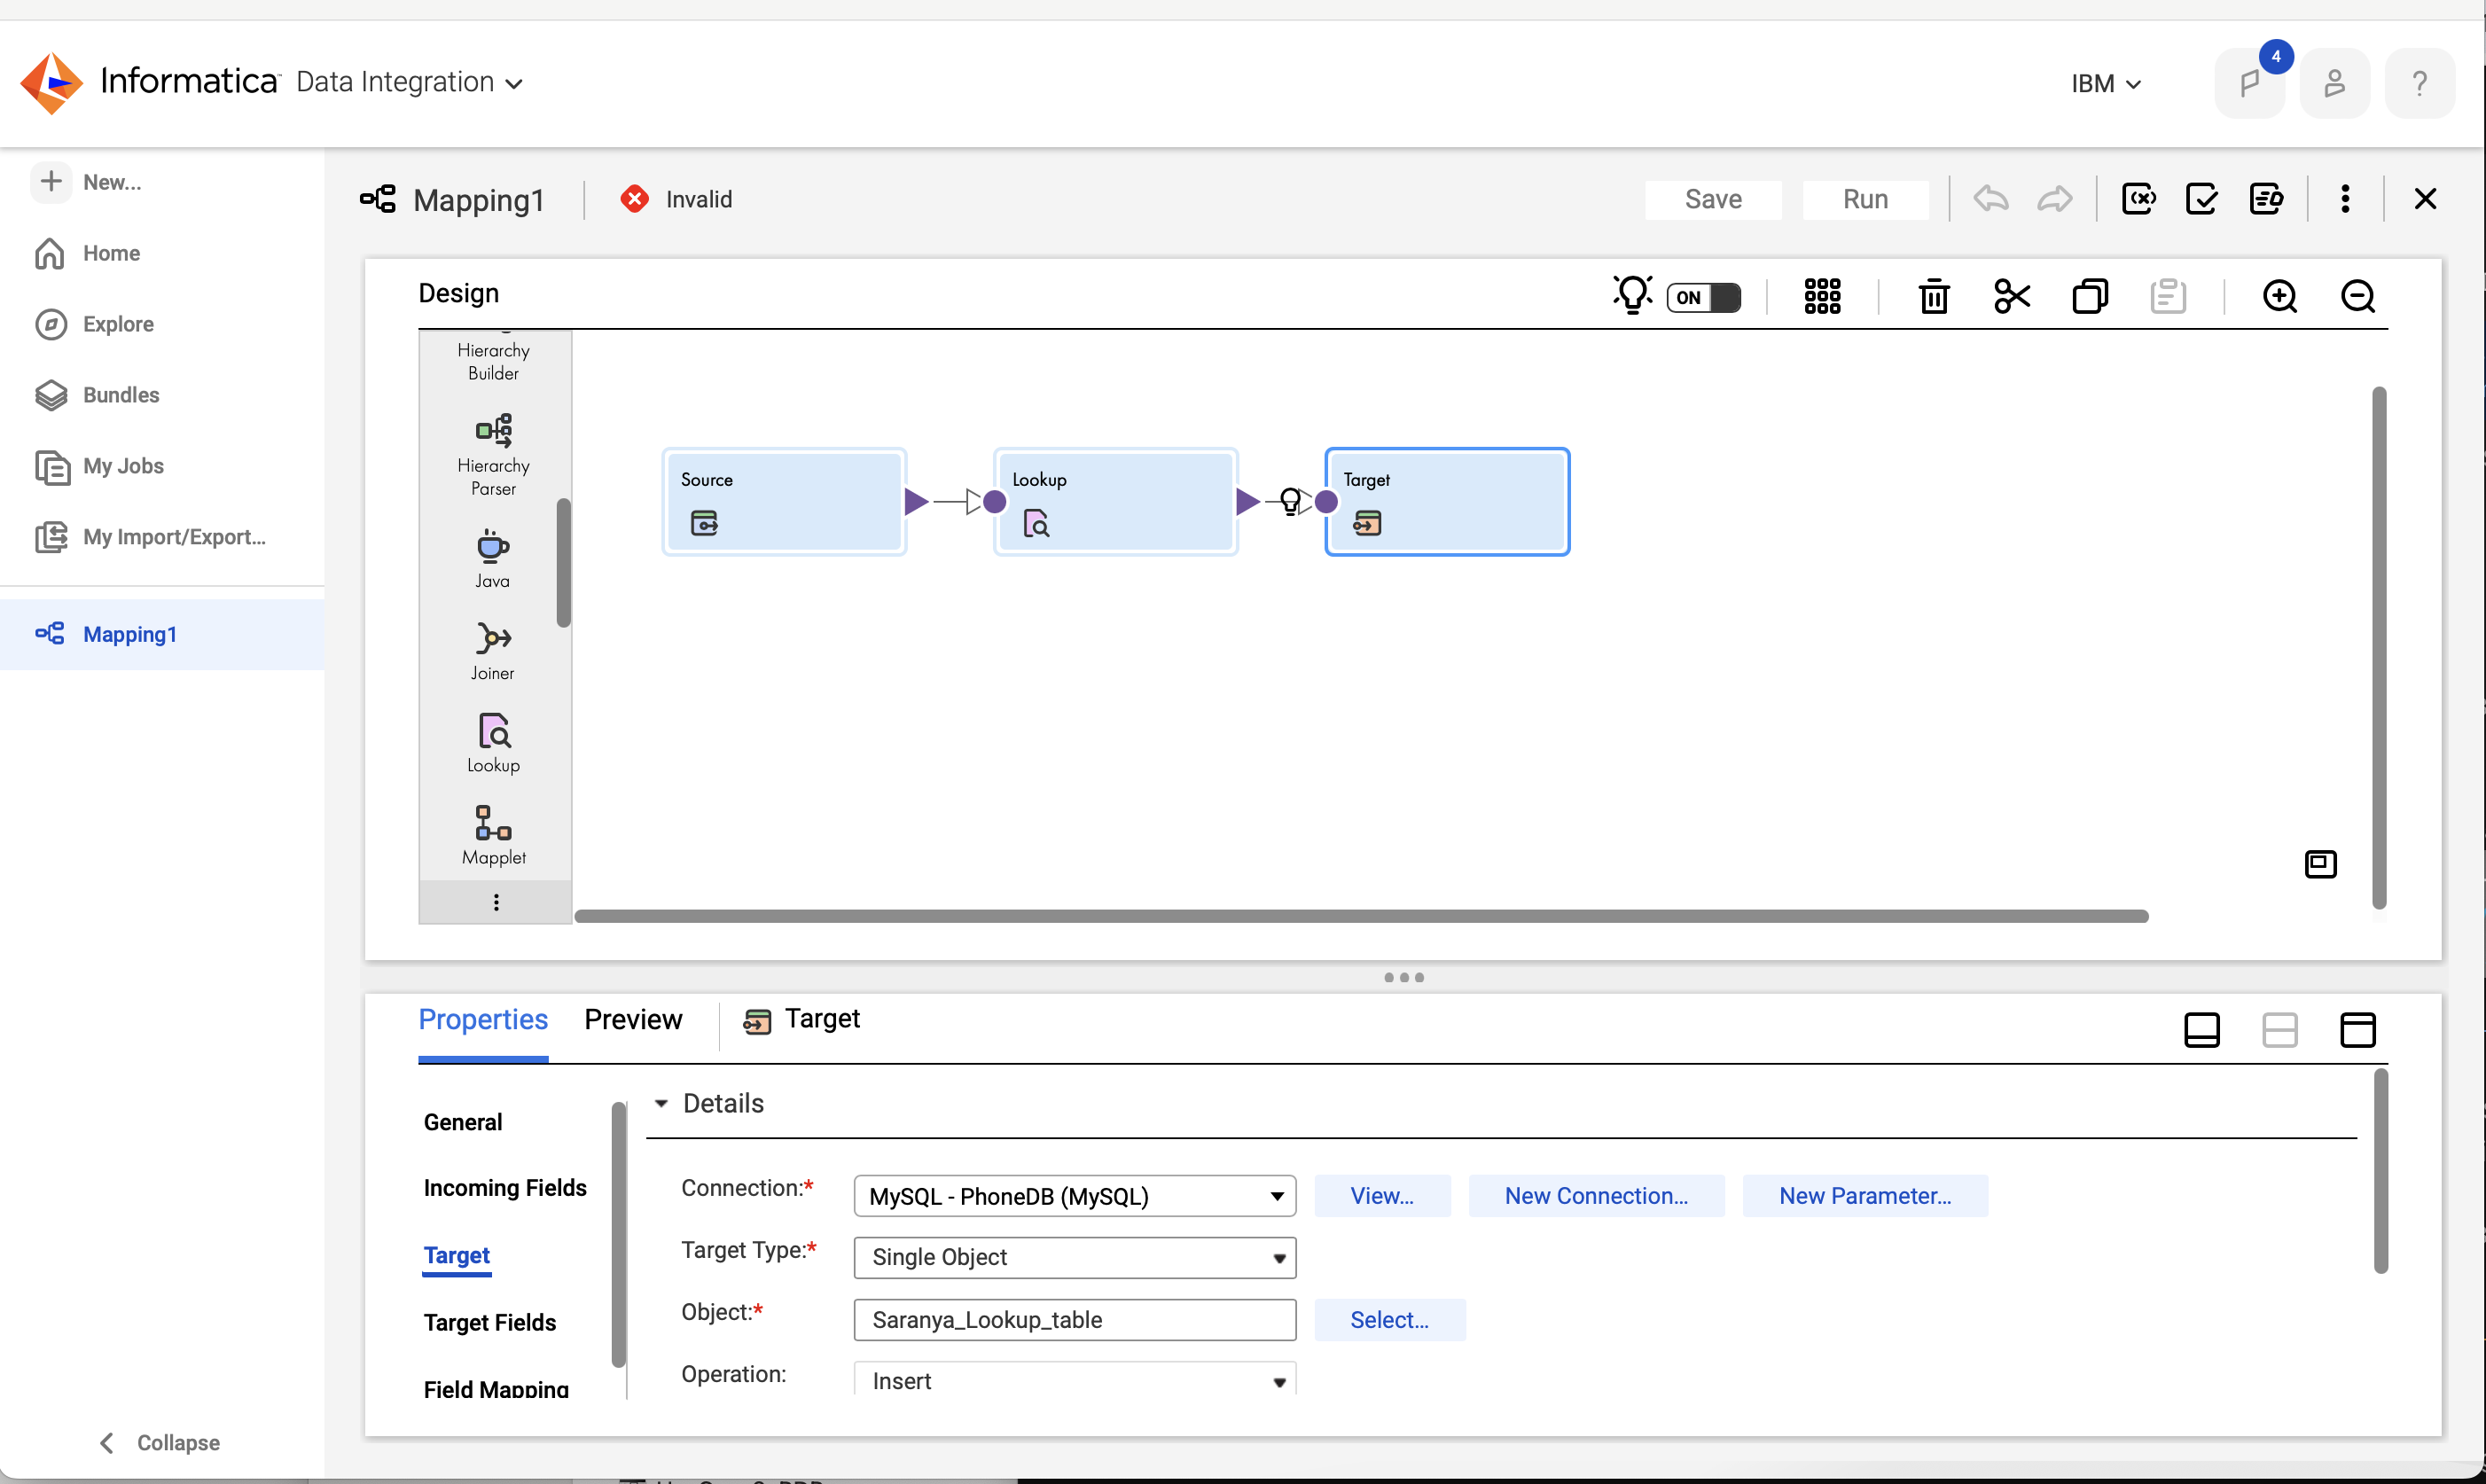 Informatica Data Integration
IBM
4
?
New...
Home
Explore
Bundles
My Jobs
My Import/Export...
Mapping1
Collapse
Mapping1
Invalid
Save
Run
Design
ON
Hierarchy
Builder
Hierarchy
Parser
Java
Joiner
Lookup
Mapplet
Source
Lookup
Target
Properties
Preview
Target
General
Incoming Fields
Target
Target Fields
Field Mapping
Details
Connection:*
MySQL - PhoneDB (MySQL)
View...
New Connection...
New Parameter...
Target Type:*
Single Object
Object:*
Saranya_Lookup_table
Select...
Operation:
Insert